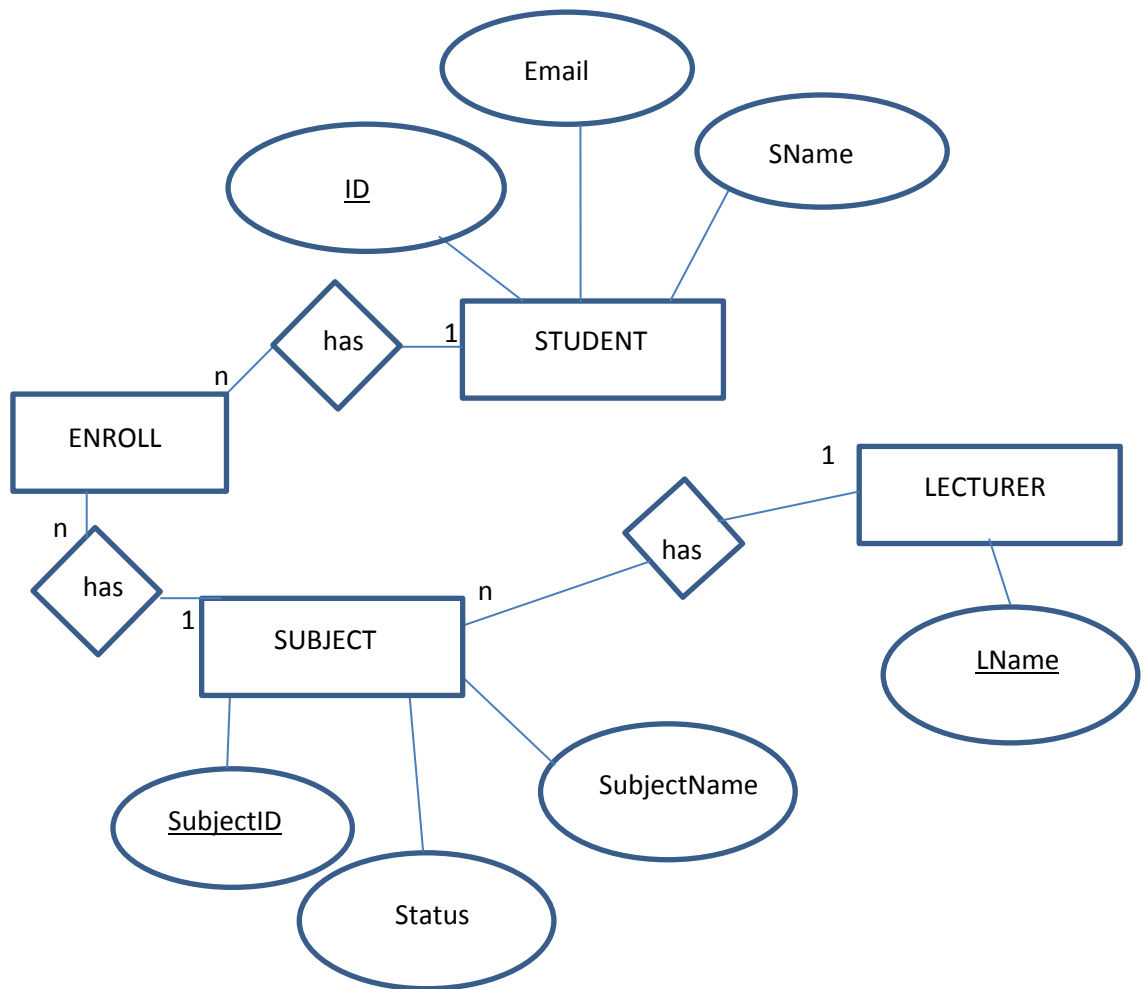 Email
SName
ID
has
1
STUDENT
n
ENROLL
1
LECTURER
n
has
has
n
1
SUBJECT
LName
SubjectName
SubjectID
Status